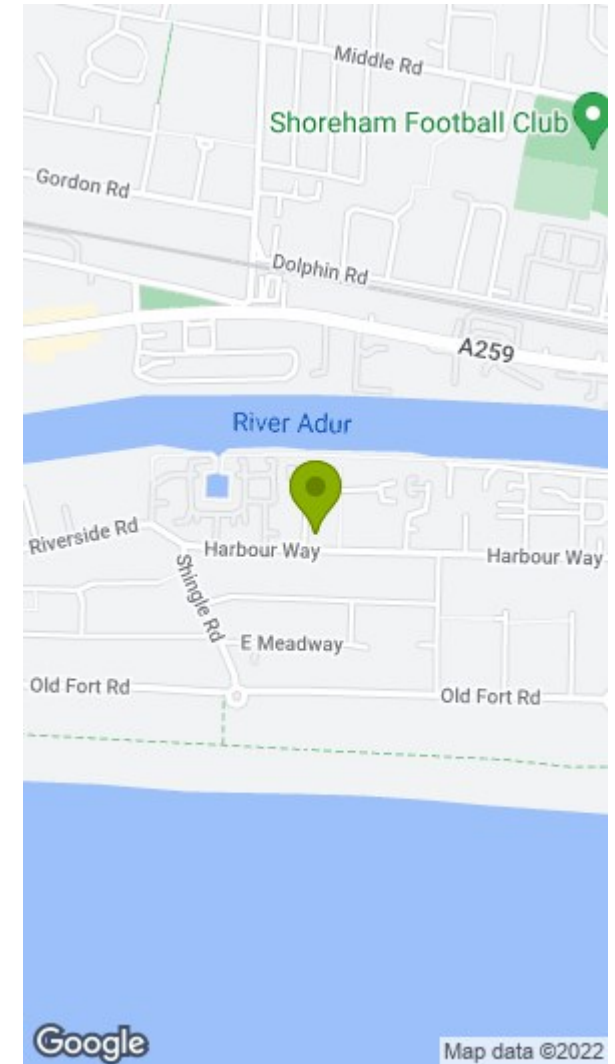 Middle Rd
Shoreham Football Club
Gordon Rd
Dolphin Rd
A259
River Adur
Riverside Rd
Harbour Way
Harbour Way
Shingle Rd
E Meadway
Old Fort Rd
Old Fort Rd
Google
Map data ©2022